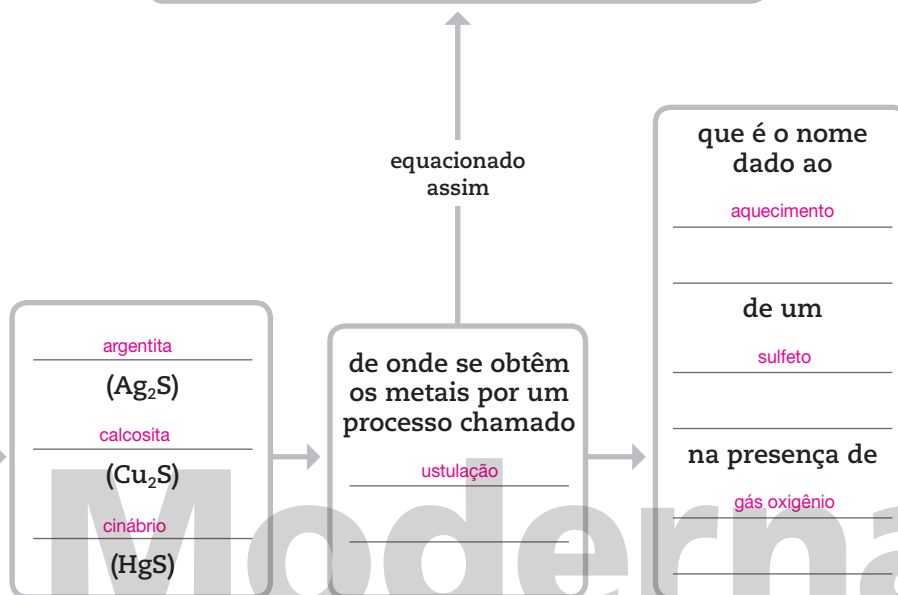 equacionado
assim
que é o nome
dado ao
aquecimento
de um
sulfeto
na presença de
gás oxigênio
argentita
(Ag₂S)
calcosita
(Cu₂S)
cinábrio
(HgS)
de onde se obtêm
os metais por um
processo chamado
ustulação
Moderna